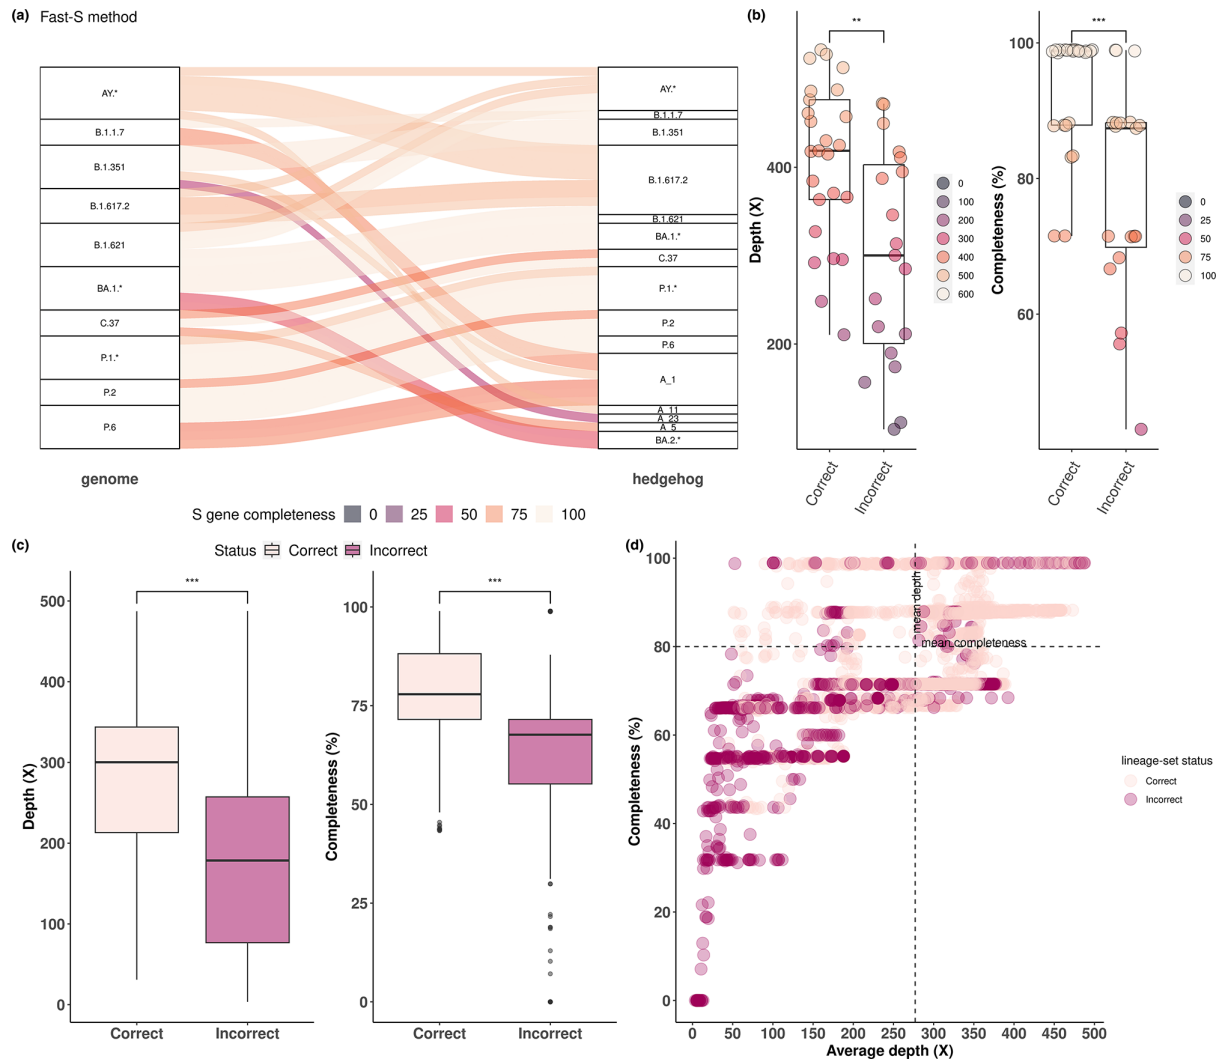 (a) Fast-S method
AY.*
B.1.1.7
B.1.351
B.1.617.2
B.1.621
BA.1.*
C.37
P.1.*
P.2
P.6
AY.*
B.1.1.7
B.1.351
B.1.617.2
B.1.621
BA.1.*
C.37
P.1.*
P.2
P.6
A_1
A_11
A_23
A_5
BA.2.*
genome
hedgehog
S gene completeness 0 25 50 75 100
(b)
**
Depth (X)
400
200
Correct
Incorrect
0
100
200
300
400
500
600
***
Completeness (%)
100
80
60
Correct
Incorrect
0
25
50
75
100
(c)
Status Correct Incorrect
***
Depth (X)
500
400
300
200
100
0
Correct
Incorrect
***
Completeness (%)
100
75
50
25
0
Correct
Incorrect
(d)
Completeness (%)
100
80
60
40
20
0
mean depth
mean completeness
0 50 100 150 200 250 300 350 400 450 500
Average depth (X)
lineage-set status
Correct
Incorrect